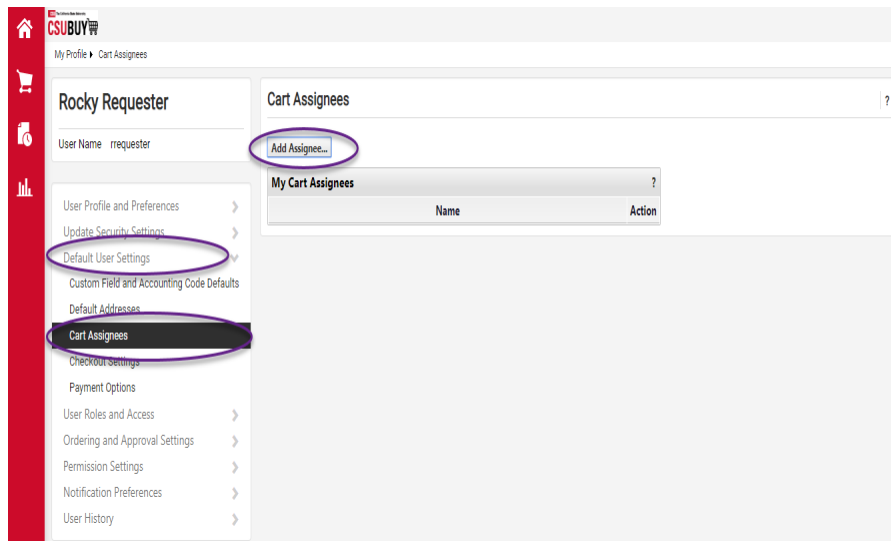 CSUBUY
My Profile Cart Assignees
Rocky Requester
User Name rrequester
User Profile and Preferences
Update Security Settings
Default User Settings
Custom Field and Accounting Code Defaults
Default Addresses
Cart Assignees
Checkout Settings
Payment Options
User Roles and Access
Ordering and Approval Settings
Permission Settings
Notification Preferences
User History
Cart Assignees ?
Add Assignee...
My Cart Assignees ?
Name Action